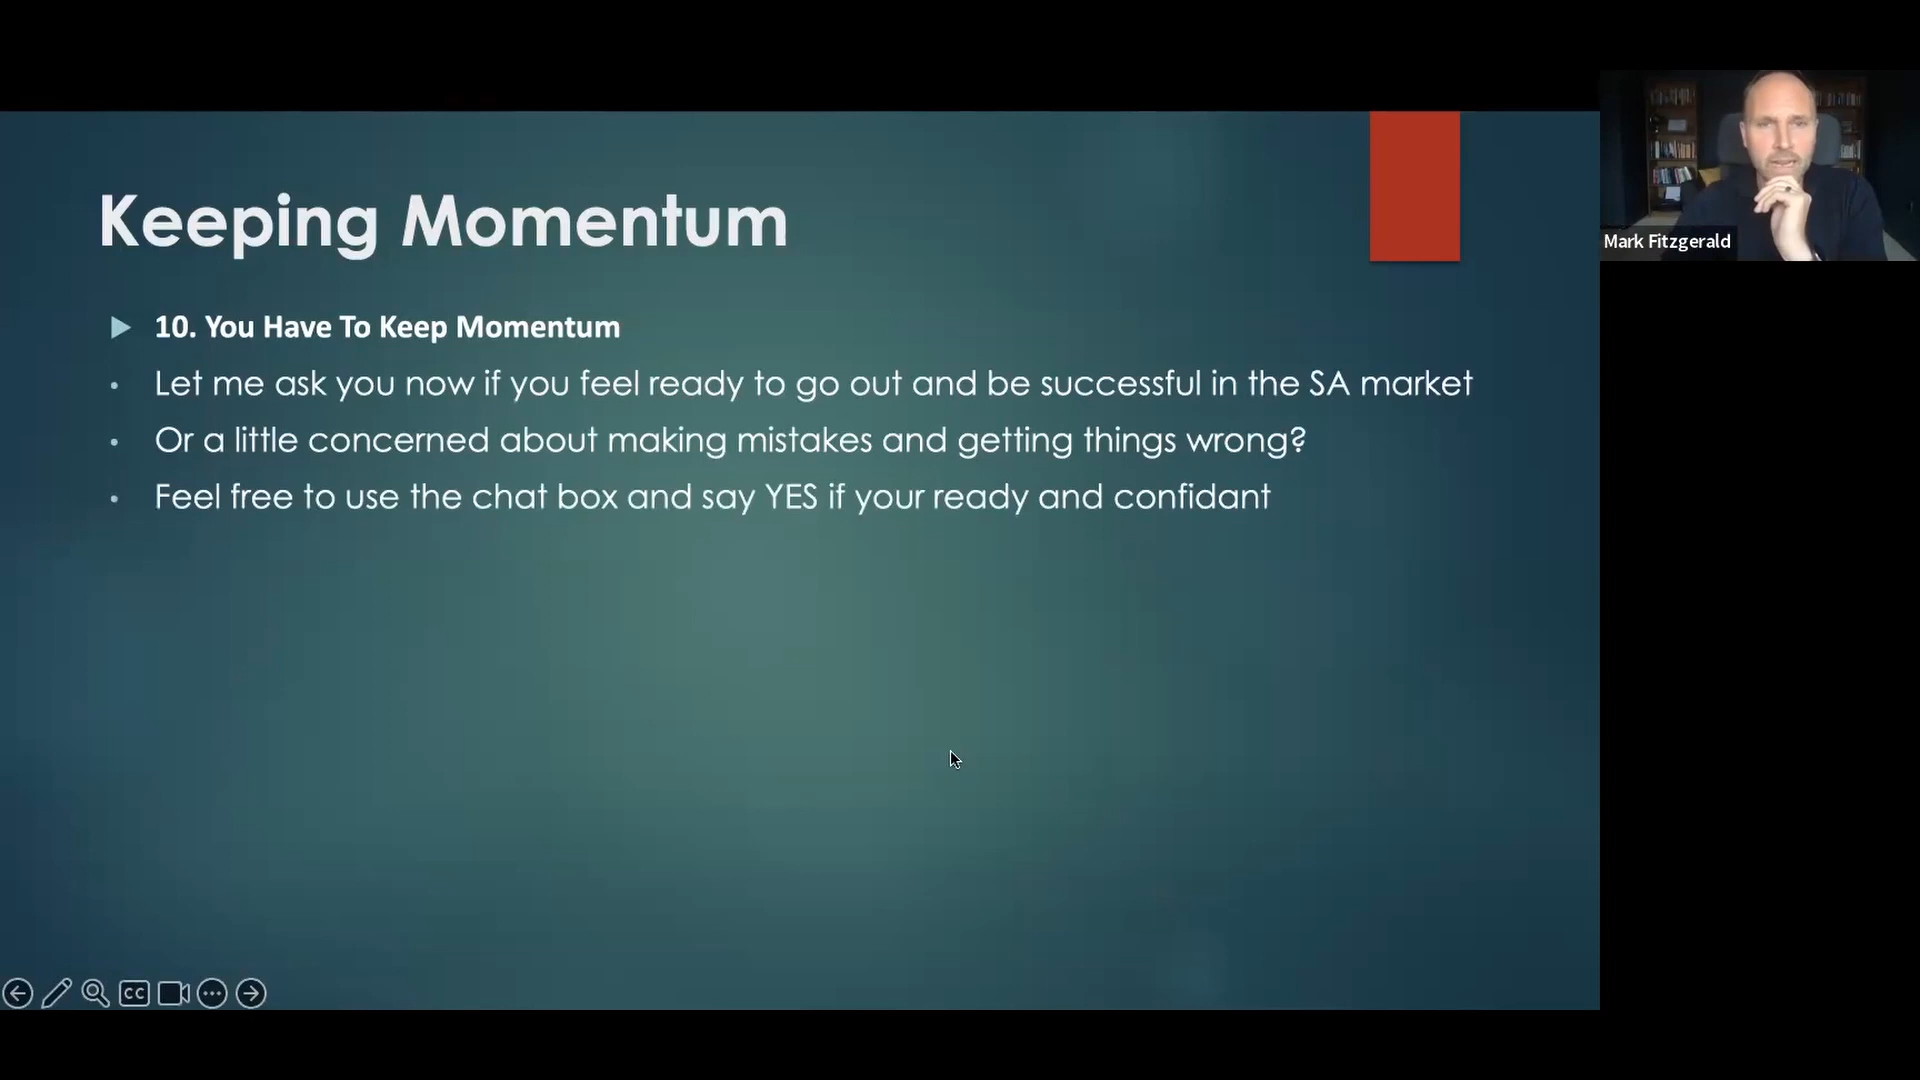 Keeping Momentum
10. You Have To Keep Momentum
Let me ask you now if you feel ready to go out and be successful in the SA market
Or a little concerned about making mistakes and getting things wrong?
Feel free to use the chat box and say YES if your ready and confidant
Mark Fitzgerald
CC